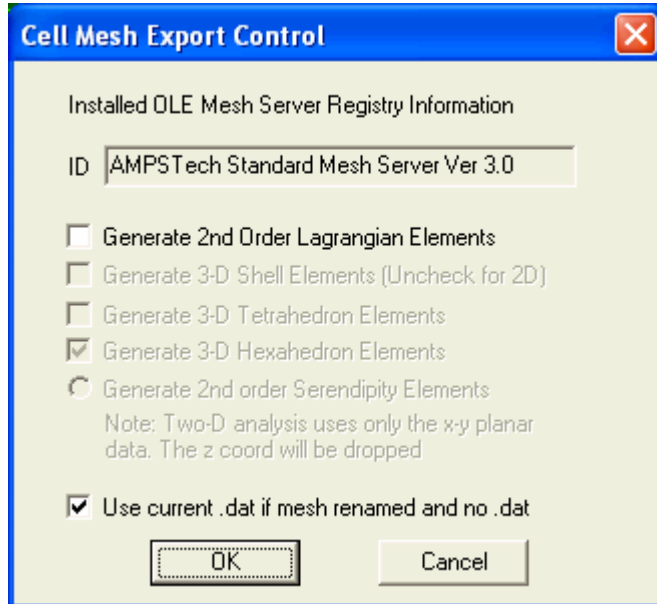 Cell Mesh Export Control
Installed OLE Mesh Server Registry Information
ID AMPSTech Standard Mesh Server Ver 3.0
Generate 2nd Order Lagrangian Elements
Generate 3-D Shell Elements (Uncheck for 2D)
Generate 3-D Tetrahedron Elements
Generate 3-D Hexahedron Elements
Generate 2nd order Serendipity Elements
Note: Two-D analysis uses only the x-y planar
data. The z coord will be dropped
Use current .dat if mesh renamed and no .dat
OK Cancel